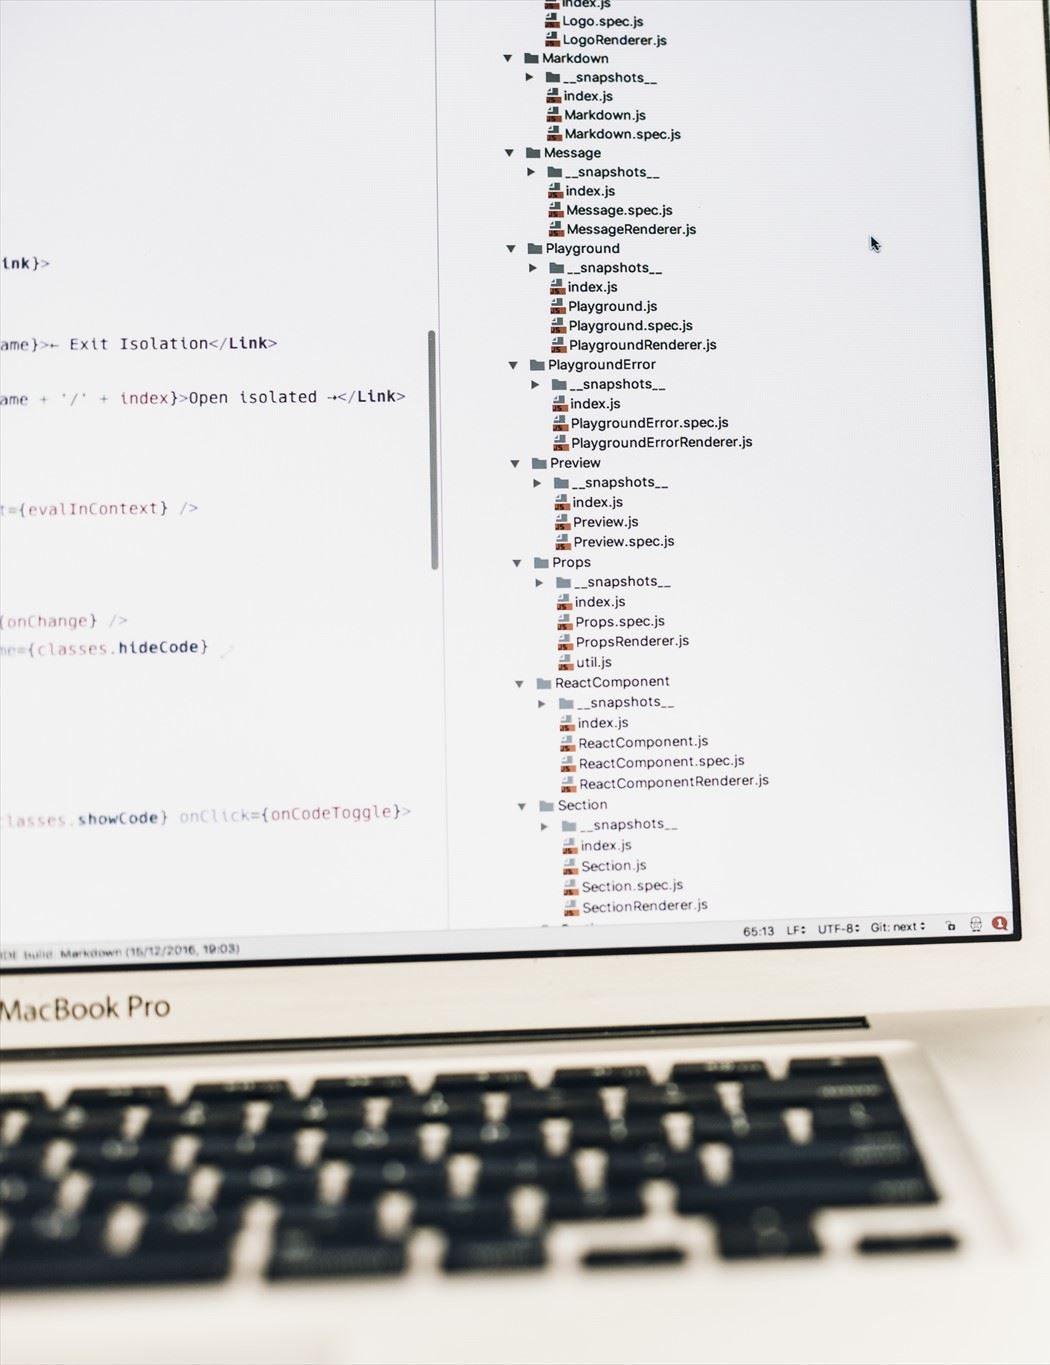 ink}>
ame}>← Exit Isolation</Link>
ame + '/' + index}>Open isolated →</Link>
t={evalInContext} />
{onChange} />
me={classes.hideCode}
classes.showCode} onClick={onCodeToggle}>
index.js
Logo.spec.js
LogoRenderer.js
Markdown
__snapshots__
index.js
Markdown.js
Markdown.spec.js
Message
__snapshots__
index.js
Message.spec.js
MessageRenderer.js
Playground
__snapshots__
index.js
Playground.js
Playground.spec.js
PlaygroundRenderer.js
PlaygroundError
__snapshots__
index.js
PlaygroundError.spec.js
PlaygroundErrorRenderer.js
Preview
__snapshots__
index.js
Preview.js
Preview.spec.js
Props
__snapshots__
index.js
Props.spec.js
PropsRenderer.js
util.js
ReactComponent
__snapshots__
index.js
ReactComponent.js
ReactComponent.spec.js
ReactComponentRenderer.js
Section
__snapshots__
index.js
Section.js
Section.spec.js
SectionRenderer.js
IDE build: Markdown (15/12/2016, 19:03) 65:13 LF UTF-8 Git: next 1
MacBook Pro